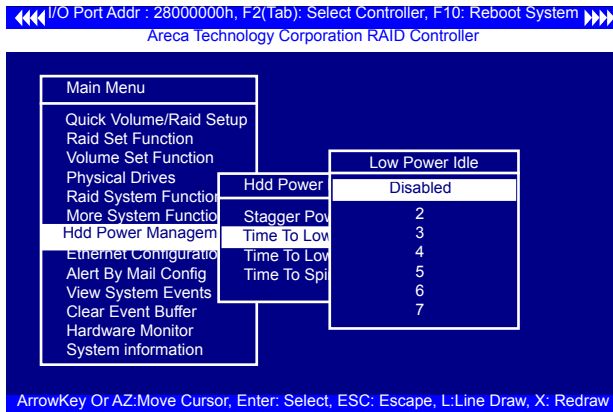 I/O Port Addr : 28000000h, F2(Tab): Select Controller, F10: Reboot System
Areca Technology Corporation RAID Controller
Main Menu
Quick Volume/Raid Setup
Raid Set Function
Volume Set Function
Physical Drives
Raid System Function
More System Functio
Hdd Power Managem
Ethernet Configuratio
Alert By Mail Config
View System Events
Clear Event Buffer
Hardware Monitor
System information
Hdd Power
Stagger Pow
Time To Low
Time To Low
Time To Spi
Low Power Idle
Disabled
2
3
4
5
6
7
ArrowKey Or AZ:Move Cursor, Enter: Select, ESC: Escape, L:Line Draw, X: Redraw